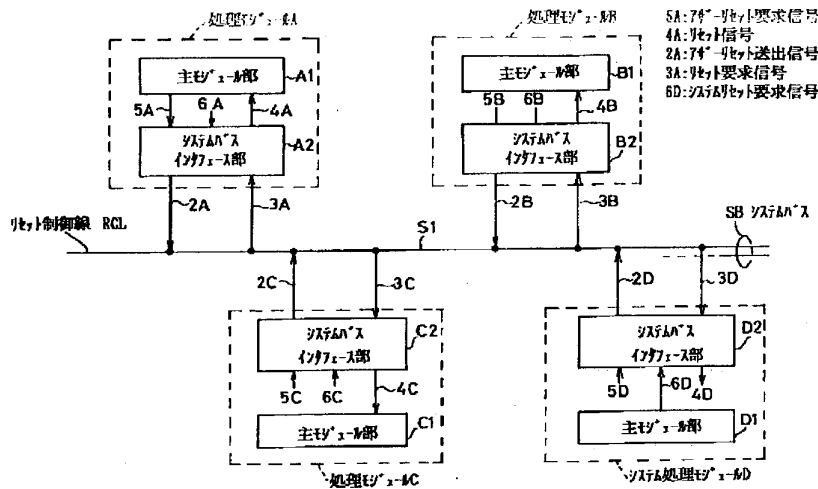 処理モジュールA
主モジュール部
A1
5A
6A
4A
システムバス
インタフェース部
A2
2A
3A
処理モジュールB
主モジュール部
B1
5B
6B
4B
システムバス
インタフェース部
B2
2B
3B
5A:アザーリセット要求信号
4A:リセット信号
2A:アザーリセット送出信号
3A:リセット要求信号
6D:システムリセット要求信号
リセット制御線 RCL
S1
SB システムバス
2C
3C
システムバス
インタフェース部
C2
5C
6C
4C
主モジュール部
C1
処理モジュールC
2D
3D
システムバス
インタフェース部
D2
5D
6D
4D
主モジュール部
D1
システム処理モジュールD